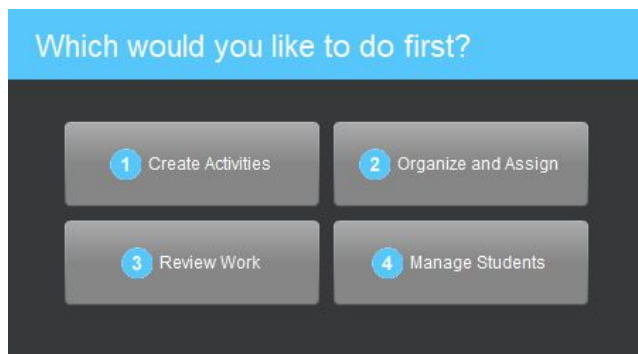 Which would you like to do first?
1 Create Activities
2 Organize and Assign
3 Review Work
4 Manage Students